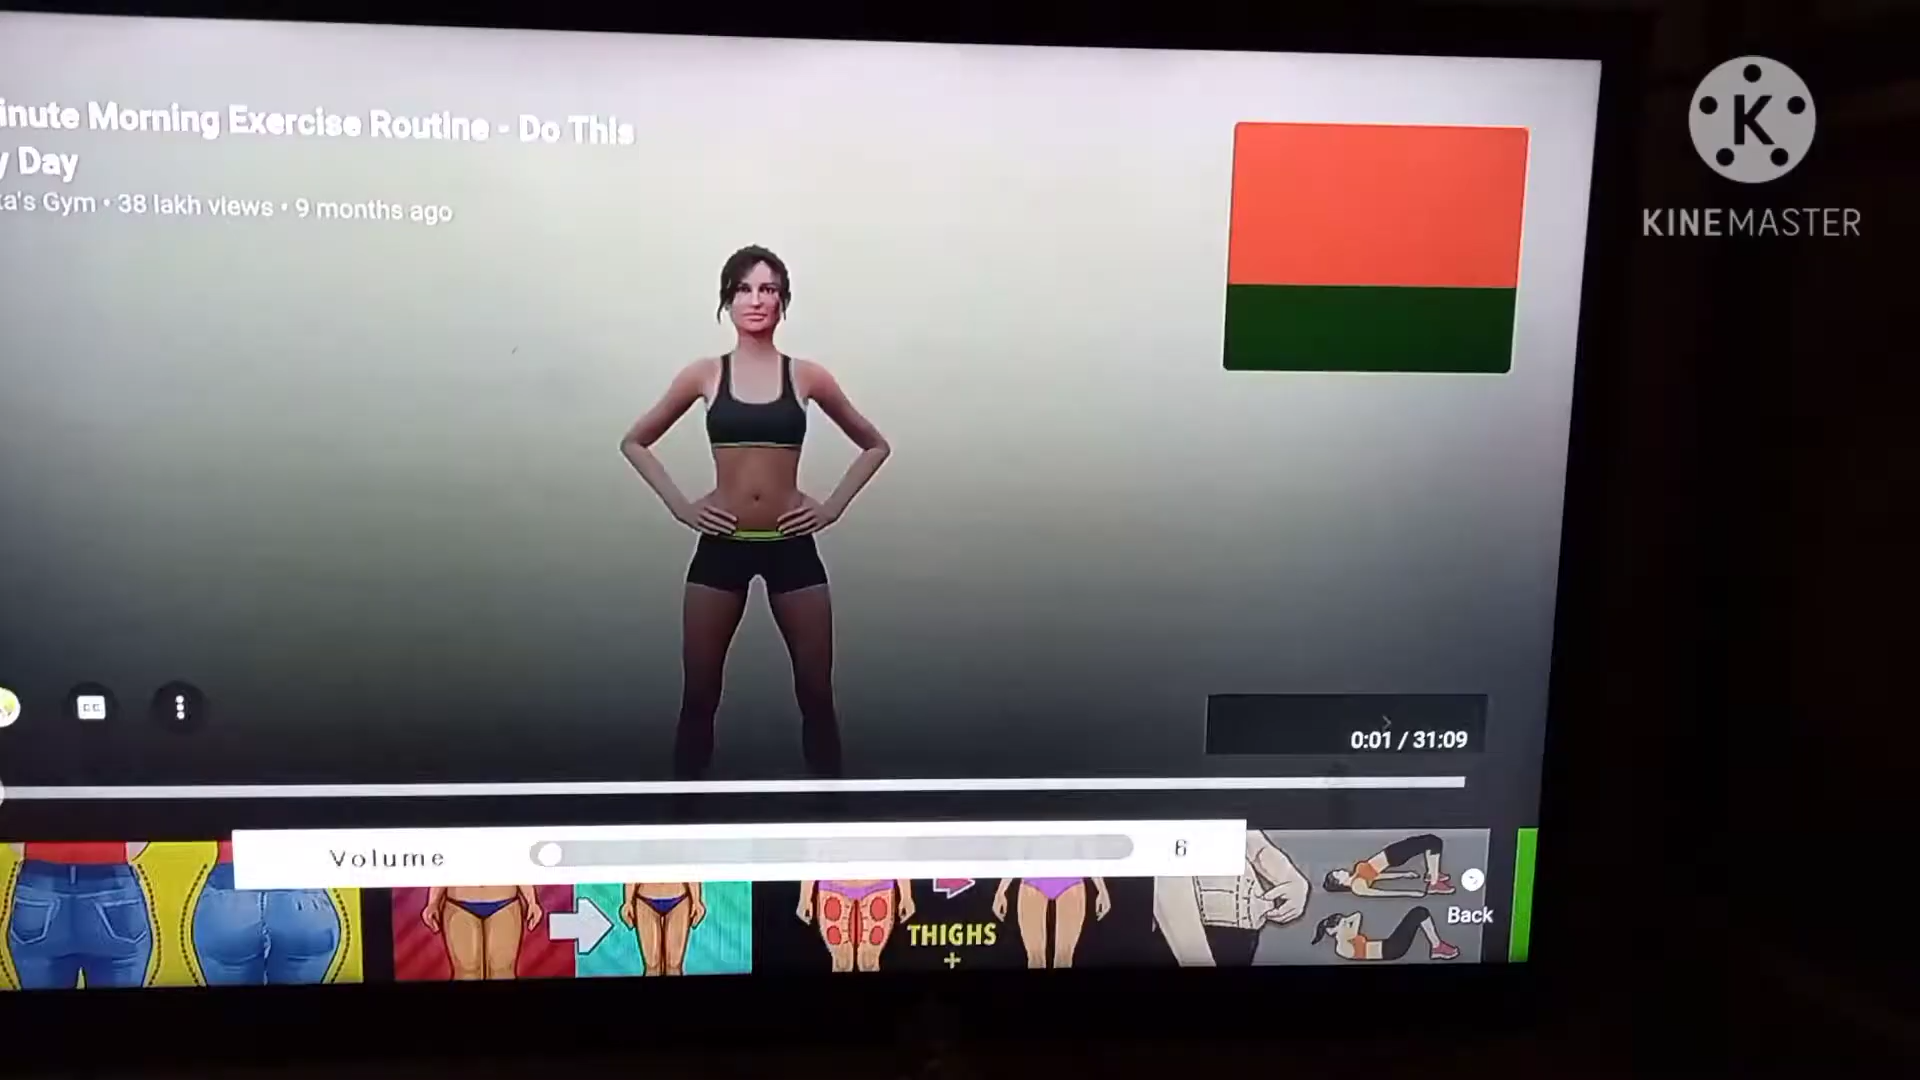 inute Morning Exercise Routine - Do This
y Day
a's Gym • 38 lakh views • 9 months ago
KINEMASTER
CC
0:01 / 31:09
Volume 6
THIGHS
+
Back